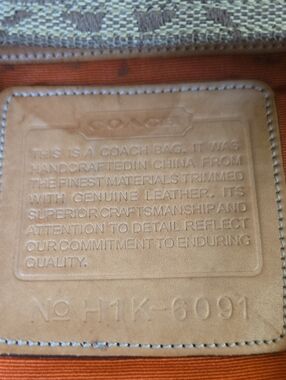 COACH
THIS IS A COACH BAG. IT WAS
HANDCRAFTED IN CHINA FROM
THE FINEST MATERIALS TRIMMED
WITH GENUINE LEATHER. ITS
SUPERIOR CRAFTSMANSHIP AND
ATTENTION TO DETAIL REFLECT
OUR COMMITMENT TO ENDURING
QUALITY.
No H1K-6091